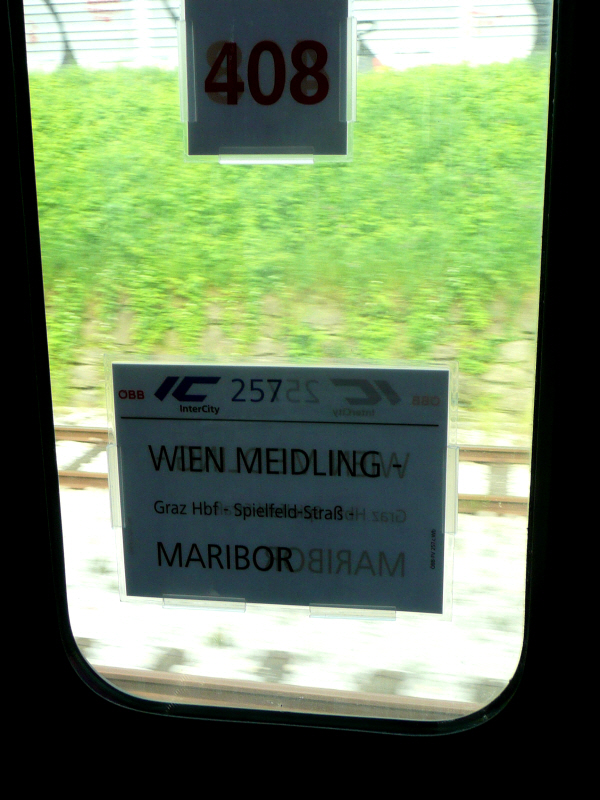 408
ÖBB IC 257
InterCity
WIEN MEIDLING -
Graz Hbf - Spielfeld-Straß -
MARIBOR